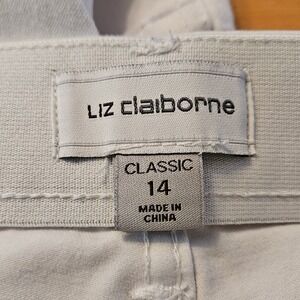 LIZ claiborne
CLASSIC
14
MADE IN
CHINA